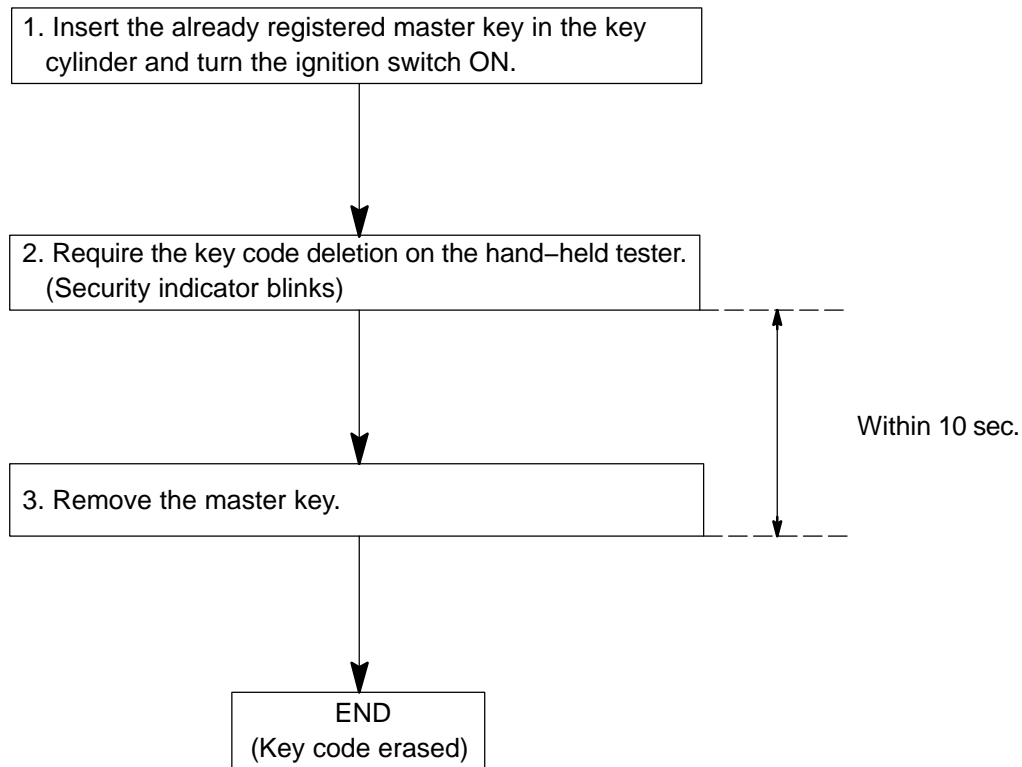 1. Insert the already registered master key in the key
cylinder and turn the ignition switch ON.
2. Require the key code deletion on the hand−held tester.
(Security indicator blinks)
Within 10 sec.
3. Remove the master key.
END
(Key code erased)